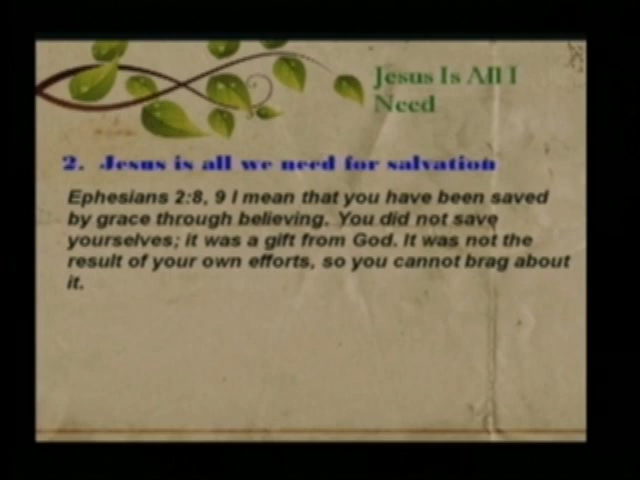 Jesus Is All I
Need
2. Jesus is all we need for salvation
Ephesians 2:8, 9 I mean that you have been saved
by grace through believing. You did not save
yourselves; it was a gift from God. It was not the
result of your own efforts, so you cannot brag about
it.